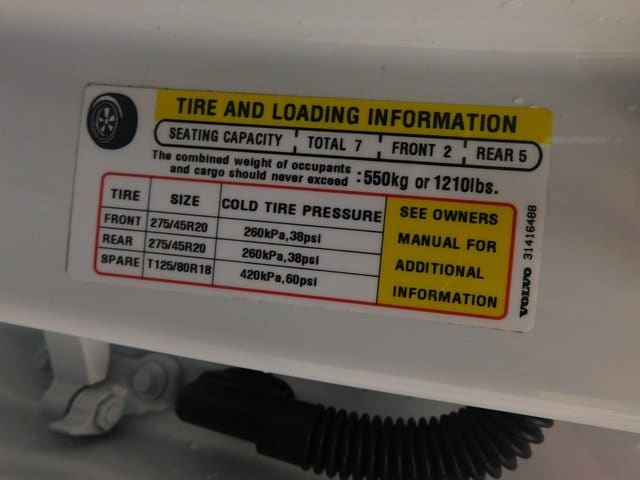 TIRE AND LOADING INFORMATION
SEATING CAPACITY TOTAL 7 FRONT 2 REAR 5
The combined weight of occupants
and cargo should never exceed : 550kg or 1210lbs.
TIRE SIZE COLD TIRE PRESSURE
FRONT 275/45R20 260kPa,38psi
REAR 275/45R20 260kPa,38psi
SPARE T125/80R18 420kPa,60psi
SEE OWNERS
MANUAL FOR
ADDITIONAL
INFORMATION
VOLVO 31416488